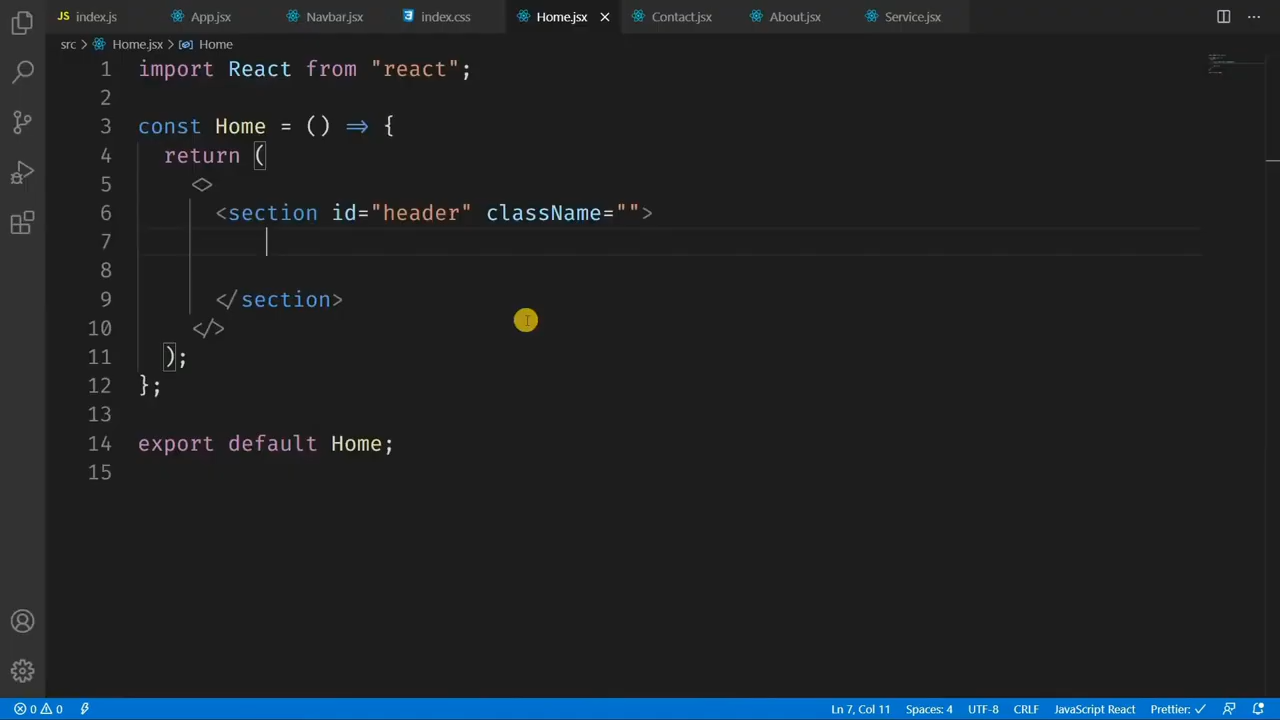 index.js App.jsx Navbar.jsx index.css Home.jsx Contact.jsx About.jsx Service.jsx
src > Home.jsx > Home
1 import React from "react";
2
3 const Home = () => {
4 return (
5 <>
6 <section id="header" className="">
7
8
9 </section>
10 </>
11 );
12 };
13
14 export default Home;
15
0 0 Ln 7, Col 11 Spaces: 4 UTF-8 CRLF JavaScript React Prettier: ✓